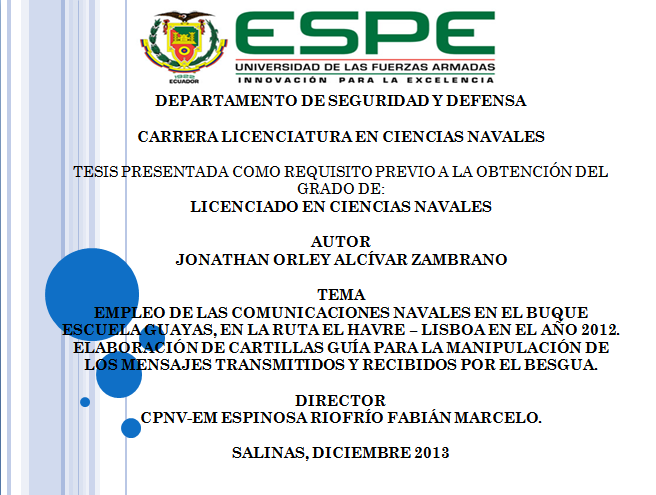 ESPE
UNIVERSIDAD DE LAS FUERZAS ARMADAS
INNOVACIÓN PARA LA EXCELENCIA
ECUADOR
DEPARTAMENTO DE SEGURIDAD Y DEFENSA
CARRERA LICENCIATURA EN CIENCIAS NAVALES
TESIS PRESENTADA COMO REQUISITO PREVIO A LA OBTENCIÓN DEL
GRADO DE:
LICENCIADO EN CIENCIAS NAVALES
AUTOR
JONATHAN ORLEY ALCÍVAR ZAMBRANO
TEMA
EMPLEO DE LAS COMUNICACIONES NAVALES EN EL BUQUE
ESCUELA GUAYAS, EN LA RUTA EL HAVRE – LISBOA EN EL AÑO 2012.
ELABORACIÓN DE CARTILLAS GUÍA PARA LA MANIPULACIÓN DE
LOS MENSAJES TRANSMITIDOS Y RECIBIDOS POR EL BESGUA.
DIRECTOR
CPNV-EM ESPINOSA RIOFRÍO FABIÁN MARCELO.
SALINAS, DICIEMBRE 2013